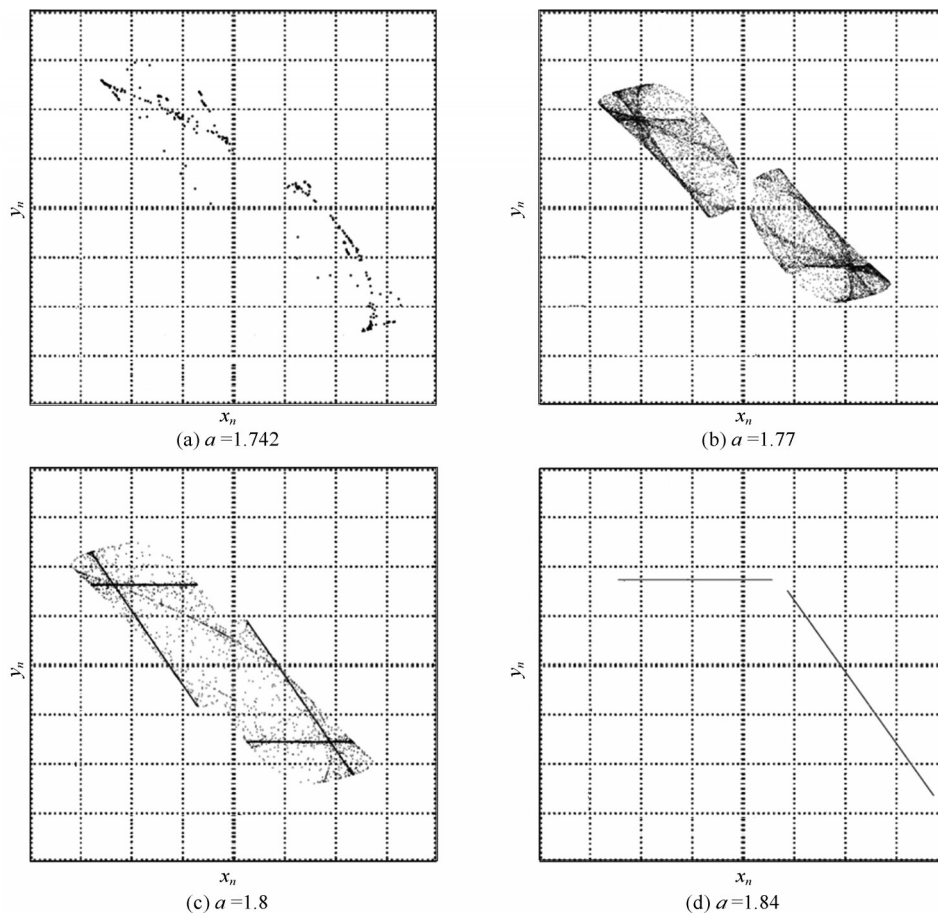 yₙ
xₙ
(a) a =1.742
yₙ
xₙ
(b) a =1.77
yₙ
xₙ
(c) a =1.8
yₙ
xₙ
(d) a =1.84